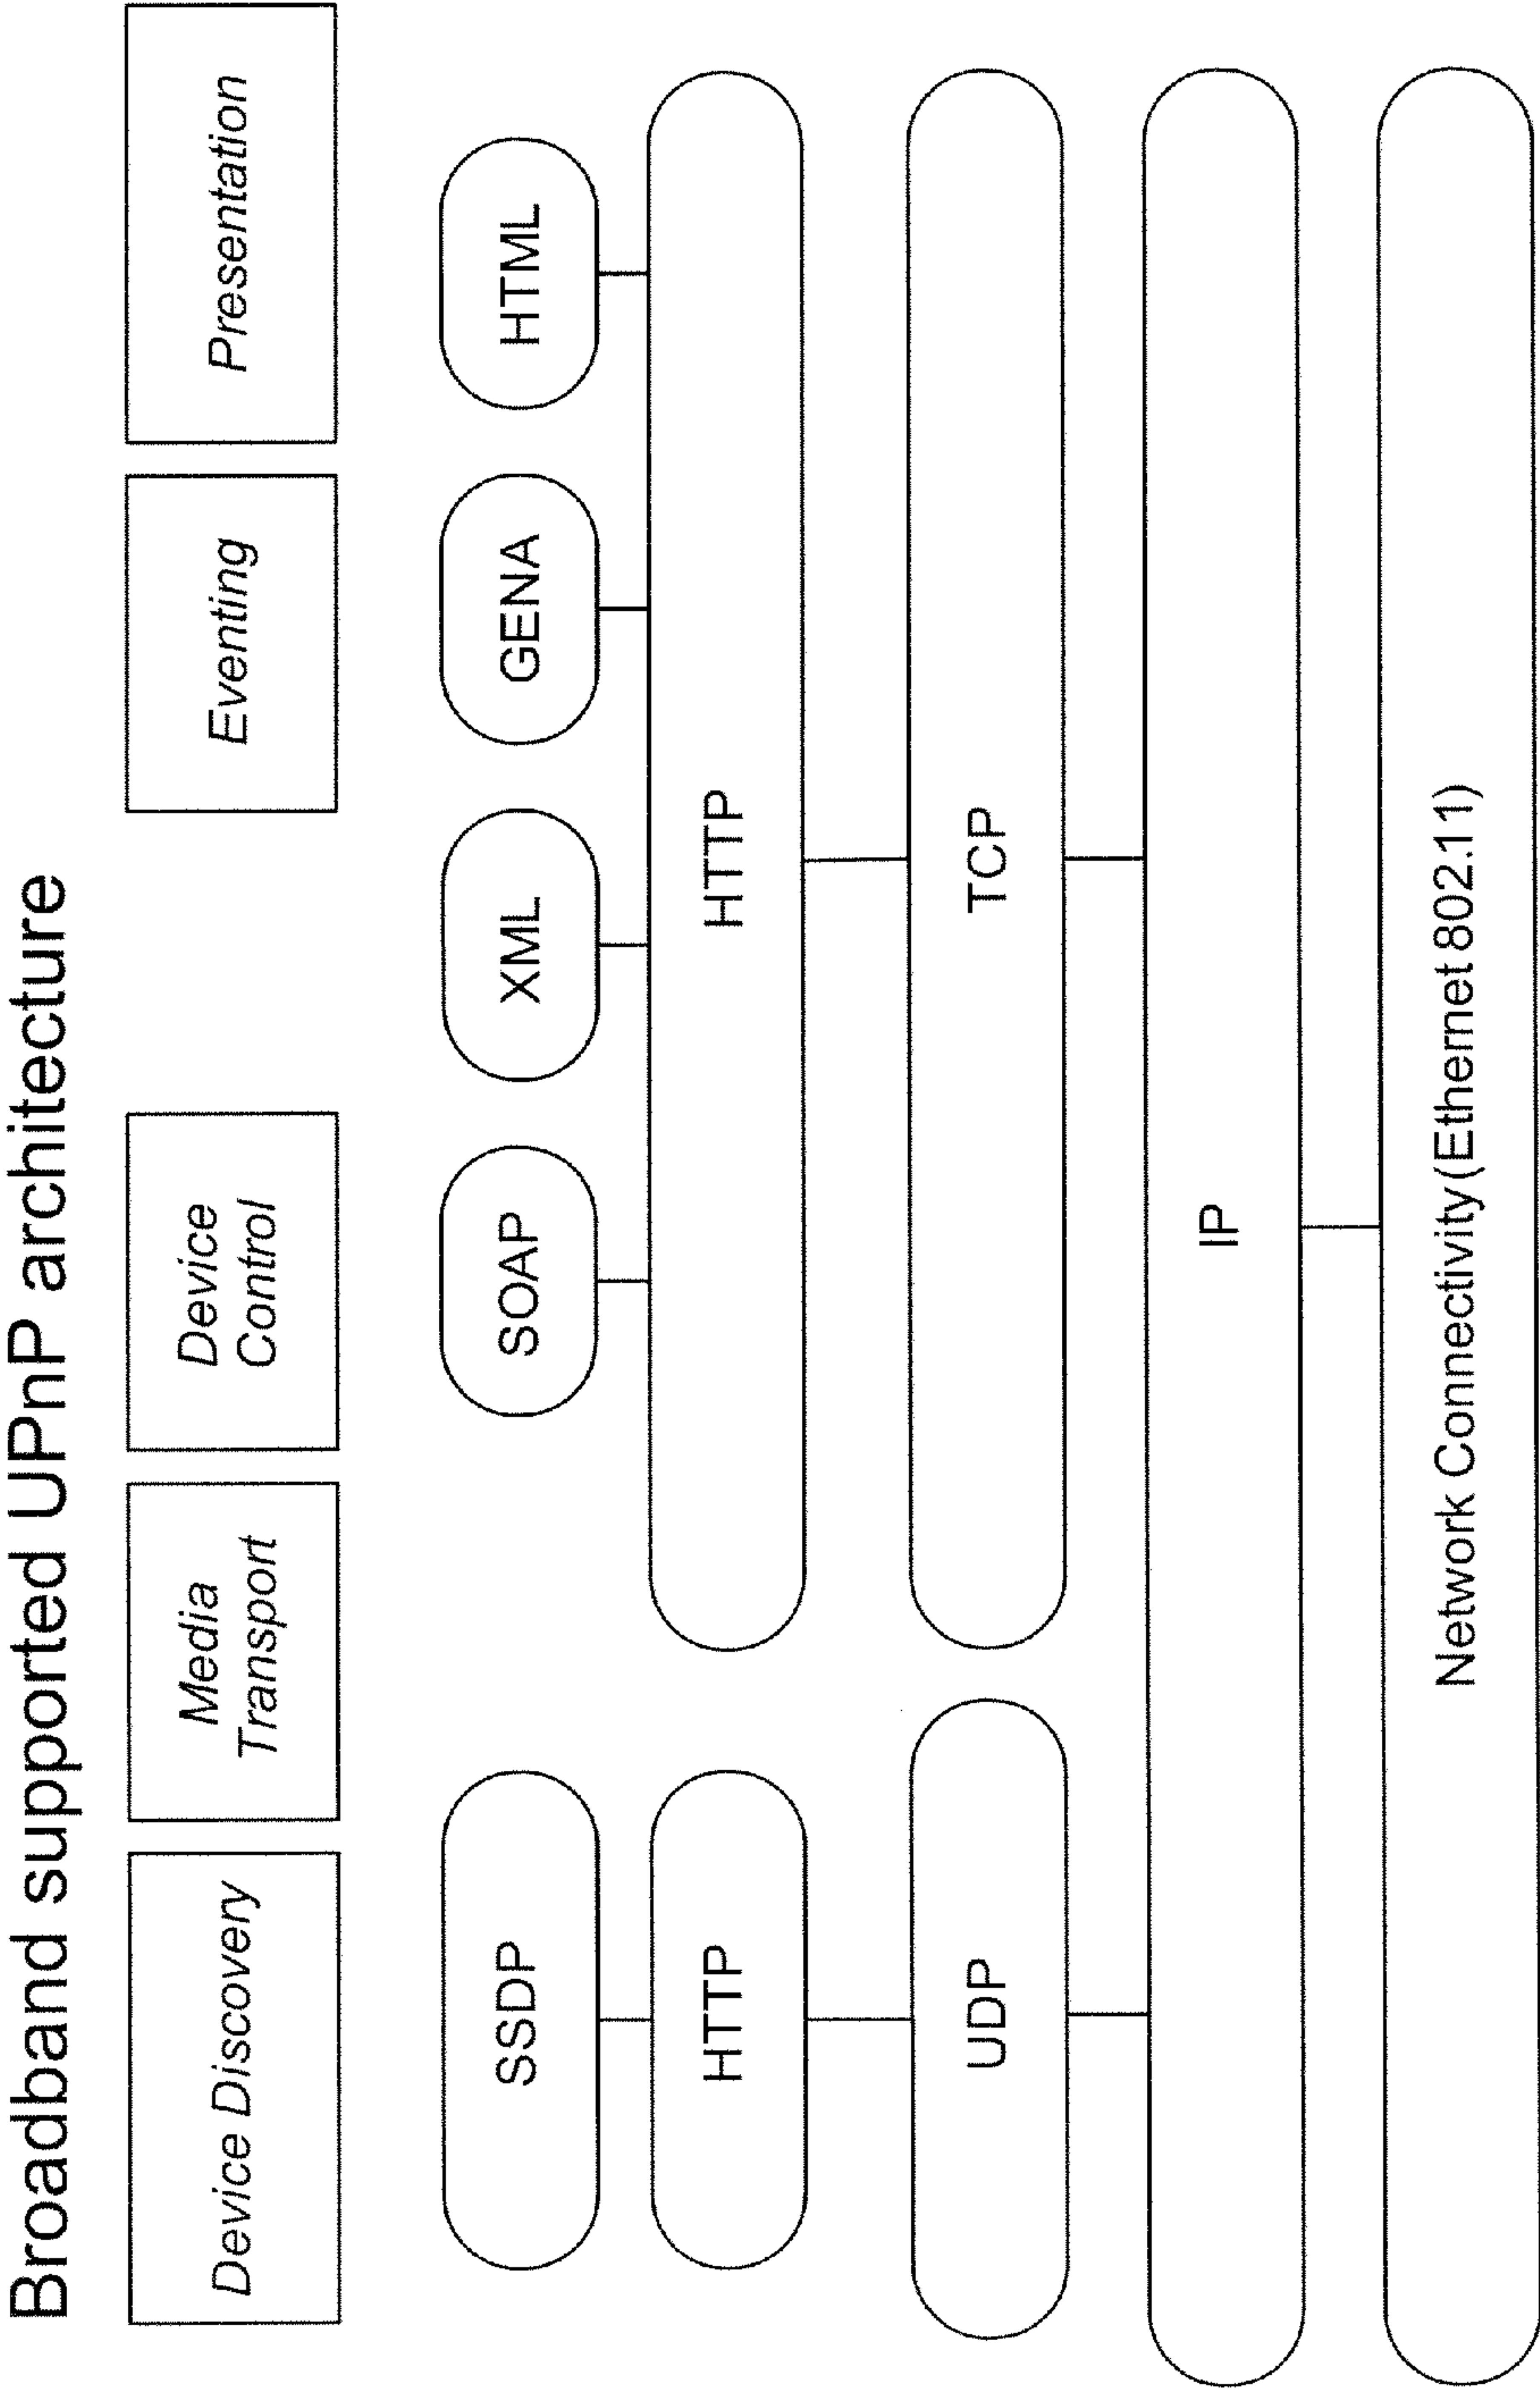 Broadband supported UPnP architecture
Device Discovery
Media
Transport
Device
Control
Eventing
Presentation
SSDP
SOAP
XML
GENA
HTML
HTTP
HTTP
UDP
TCP
IP
Network Connectivity (Ethernet 802.11)